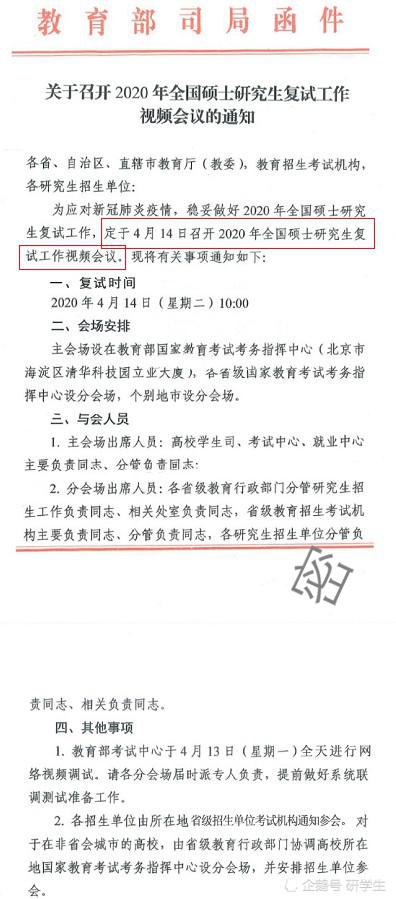 教育部司局函件
关于召开 2020 年全国硕士研究生复试工作
视频会议的通知
各省、自治区、直辖市教育厅（教委），教育招生考试机构，
各研究生招生单位：
为应对新冠肺炎疫情，稳妥做好 2020 年全国硕士研究
生复试工作，定于 4 月 14 日召开 2020 年全国硕士研究生复
试工作视频会议。现将有关事项通知如下：
一、复试时间
2020 年 4 月 14 日（星期二）10:00
二、会场安排
主会场设在教育部国家教育考试考务指挥中心（北京市
海淀区清华科技园立业大厦），各省级国家教育考试考务指
挥中心设分会场，个别地市设分会场。
三、与会人员
1. 主会场出席人员：高校学生司、考试中心、就业中心
主要负责同志、分管负责同志；
2. 分会场出席人员：各省级教育行政部门分管研究生招
生工作负责同志、相关处室负责同志，省级教育招生考试机
构主要负责同志、分管负责同志，各研究生招生单位分管负
责同志、相关负责同志。
四、其他事项
1. 教育部考试中心于 4 月 13 日（星期一）全天进行网
络视频调试。请各分会场届时派专人负责，提前做好系统联
调测试准备工作。
2. 各招生单位由所在地省级招生单位考试机构通知参会。对
于在非省会城市的高校，由省级教育行政部门协调高校所在
地国家教育考试考务指挥中心设分会场，并安排招生单位参
会。
企鹅号 研学生